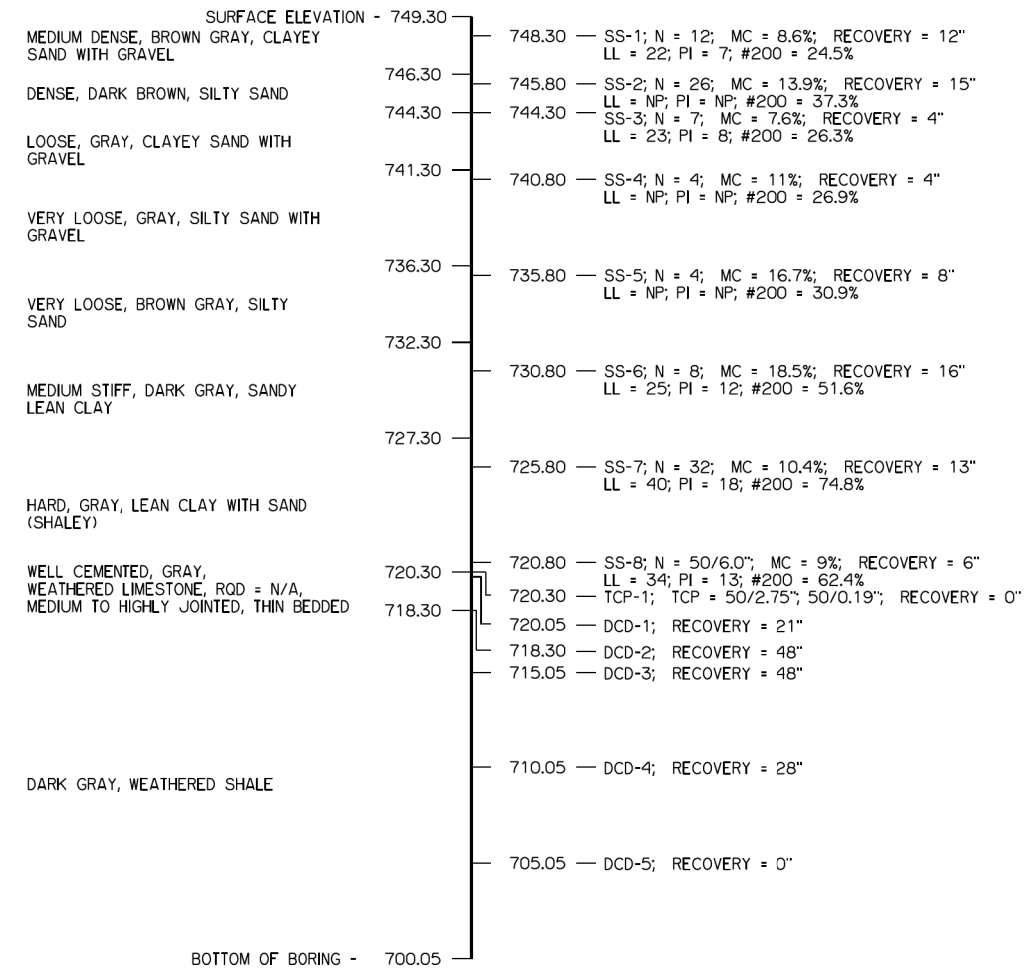 SURFACE ELEVATION - 749.30
MEDIUM DENSE, BROWN GRAY, CLAYEY
SAND WITH GRAVEL
748.30 — SS-1; N = 12; MC = 8.6%; RECOVERY = 12"
LL = 22; PI = 7; #200 = 24.5%
746.30
DENSE, DARK BROWN, SILTY SAND
745.80 — SS-2; N = 26; MC = 13.9%; RECOVERY = 15"
LL = NP; PI = NP; #200 = 37.3%
744.30
744.30 — SS-3; N = 7; MC = 7.6%; RECOVERY = 4"
LL = 23; PI = 8; #200 = 26.3%
LOOSE, GRAY, CLAYEY SAND WITH
GRAVEL
741.30
740.80 — SS-4; N = 4; MC = 11%; RECOVERY = 4"
LL = NP; PI = NP; #200 = 26.9%
VERY LOOSE, GRAY, SILTY SAND WITH
GRAVEL
736.30
735.80 — SS-5; N = 4; MC = 16.7%; RECOVERY = 8"
LL = NP; PI = NP; #200 = 30.9%
VERY LOOSE, BROWN GRAY, SILTY
SAND
732.30
730.80 — SS-6; N = 8; MC = 18.5%; RECOVERY = 16"
LL = 25; PI = 12; #200 = 51.6%
MEDIUM STIFF, DARK GRAY, SANDY
LEAN CLAY
727.30
725.80 — SS-7; N = 32; MC = 10.4%; RECOVERY = 13"
LL = 40; PI = 18; #200 = 74.8%
HARD, GRAY, LEAN CLAY WITH SAND
(SHALEY)
720.80 — SS-8; N = 50/6.0"; MC = 9%; RECOVERY = 6"
LL = 34; PI = 13; #200 = 62.4%
WELL CEMENTED, GRAY,
WEATHERED LIMESTONE, RQD = N/A,
MEDIUM TO HIGHLY JOINTED, THIN BEDDED
720.30
720.30 — TCP-1; TCP = 50/2.75"; 50/0.19"; RECOVERY = 0"
718.30
720.05 — DCD-1; RECOVERY = 21"
718.30 — DCD-2; RECOVERY = 48"
715.05 — DCD-3; RECOVERY = 48"
710.05 — DCD-4; RECOVERY = 28"
DARK GRAY, WEATHERED SHALE
705.05 — DCD-5; RECOVERY = 0"
BOTTOM OF BORING - 700.05